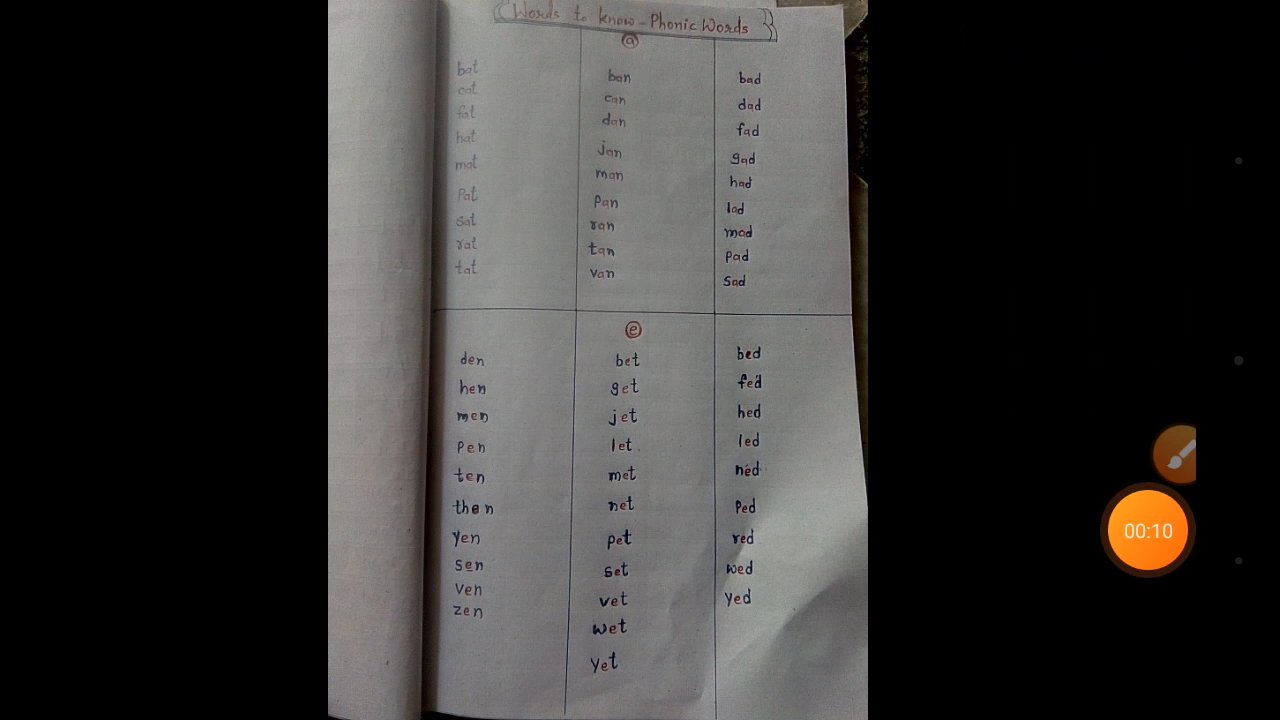 Words to know - Phonic Words
a
bat
cat
fat
hat
mat
pat
sat
rat
tat
ban
can
dan
jan
man
pan
ran
tan
van
bad
dad
fad
gad
had
lad
mad
pad
sad
e
den
hen
men
pen
ten
then
yen
sen
ven
zen
bet
get
jet
let
met
net
pet
set
vet
wet
yet
bed
fed
hed
led
ned
ped
red
wed
yed
00:10